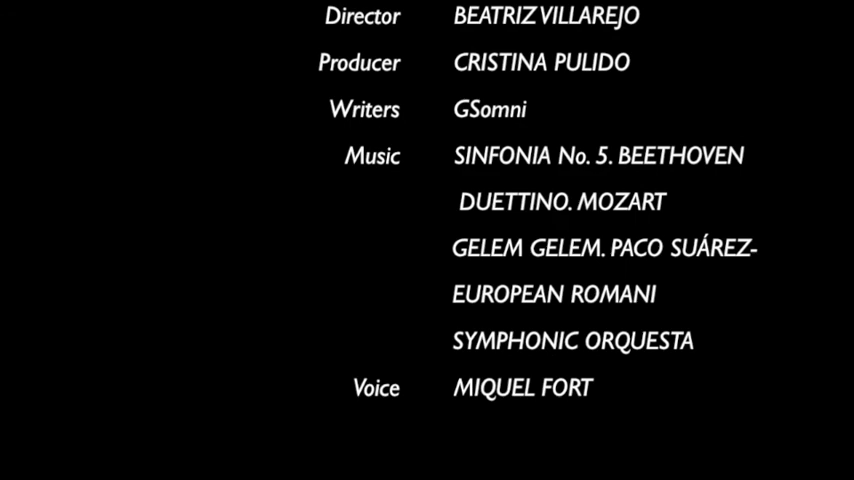 Director BEATRIZ VILLAREJO
Producer CRISTINA PULIDO
Writers GSomni
Music SINFONIA No. 5. BEETHOVEN
DUETTINO. MOZART
GELEM GELEM. PACO SUÁREZ-
EUROPEAN ROMANI
SYMPHONIC ORQUESTA
Voice MIQUEL FORT